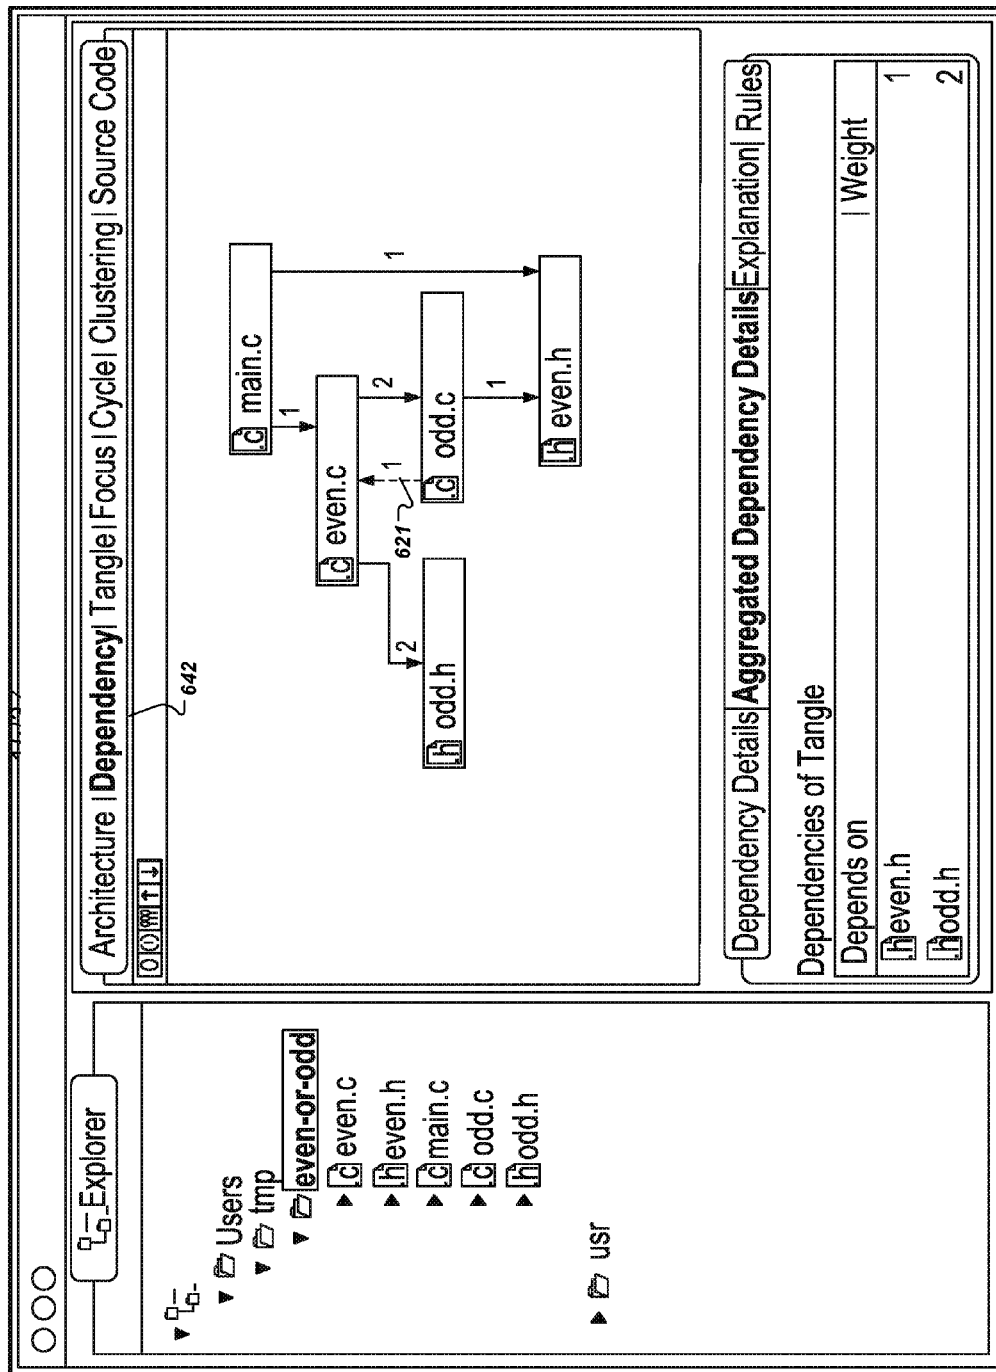 Explorer
Users
tmp
even-or-odd
.c even.c
.h even.h
.c main.c
.c odd.c
.h odd.h
usr
Architecture | Dependency | Tangle | Focus | Cycle | Clustering | Source Code
642
.c main.c
1
1
.c even.c
2
1
621
2
.c odd.c
.h odd.h
1
.h even.h
Dependency Details | Aggregated Dependency Details | Explanation | Rules
Dependencies of Tangle
Depends on | Weight
.h even.h 1
.h odd.h 2